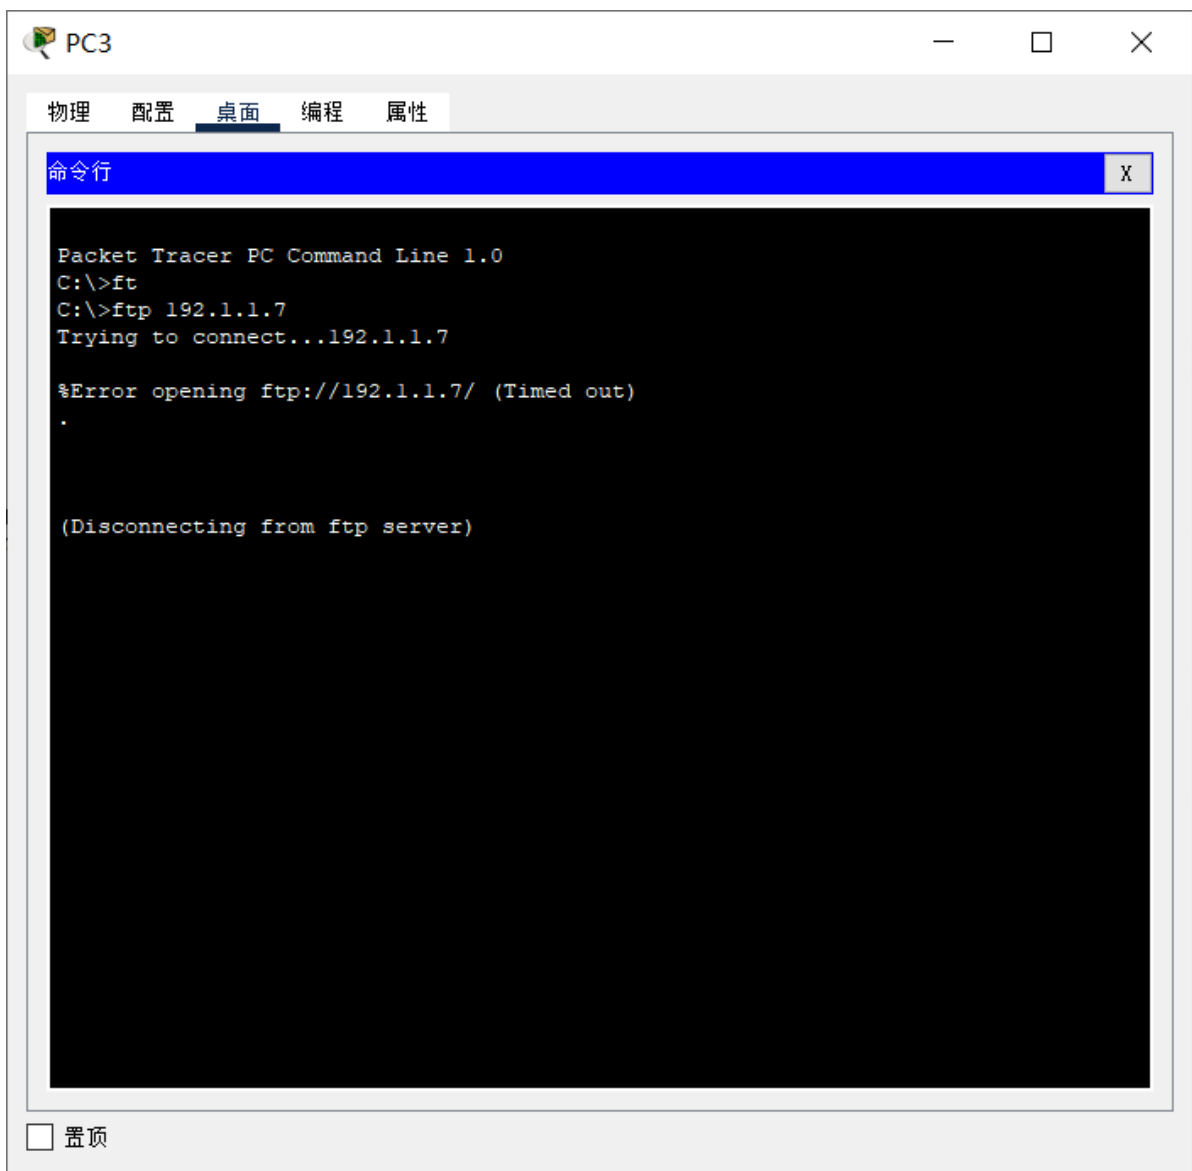 PC3
物理 配置 桌面 编程 属性
命令行
X
Packet Tracer PC Command Line 1.0
C:\>ft
C:\>ftp 192.1.1.7
Trying to connect...192.1.1.7
%Error opening ftp://192.1.1.7/ (Timed out)
.
(Disconnecting from ftp server)
置顶